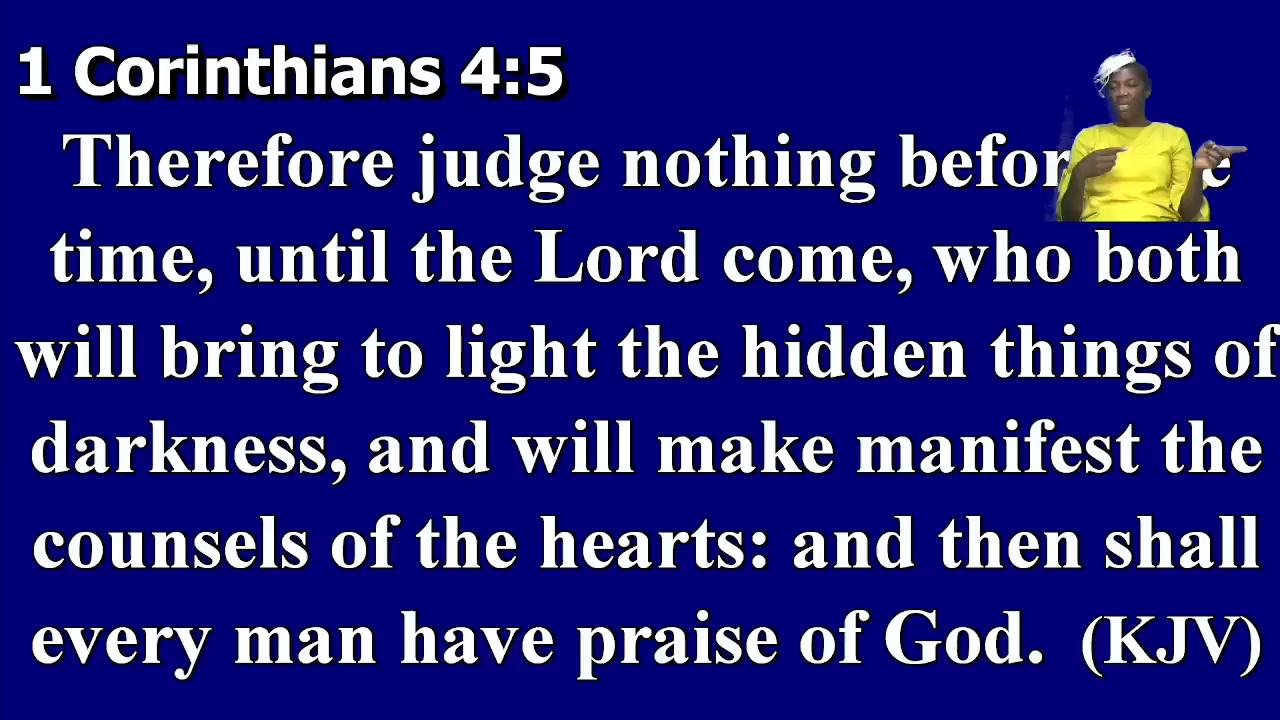 1 Corinthians 4:5
Therefore judge nothing
time, until the Lord come, who both
will bring to light the hidden things of
darkness, and will make manifest the
counsels of the hearts: and then shall
every man have praise of God. (KJV)